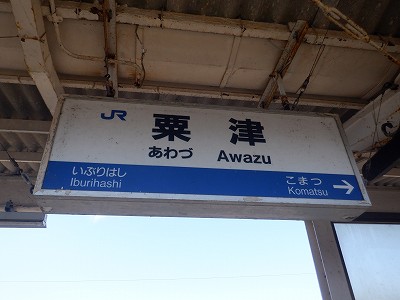 JR 粟津
あわづ Awazu
いぶりはし こまつ
Iburihashi Komatsu →